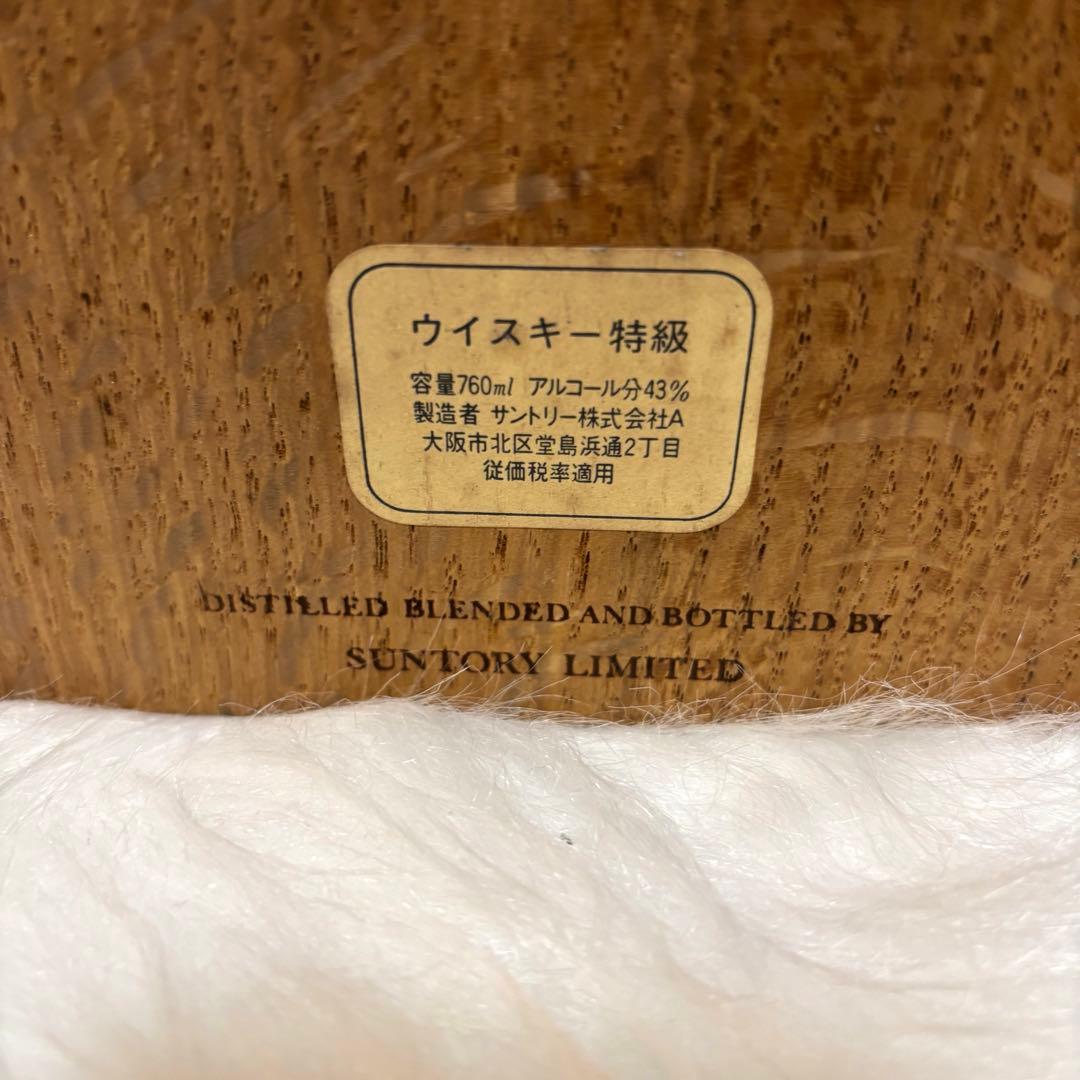 ウイスキー特級
容量760ml アルコール分43%
製造者 サントリー株式会社A
大阪市北区堂島浜通2丁目
従価税率適用
DISTILLED BLENDED AND BOTTLED BY
SUNTORY LIMITED